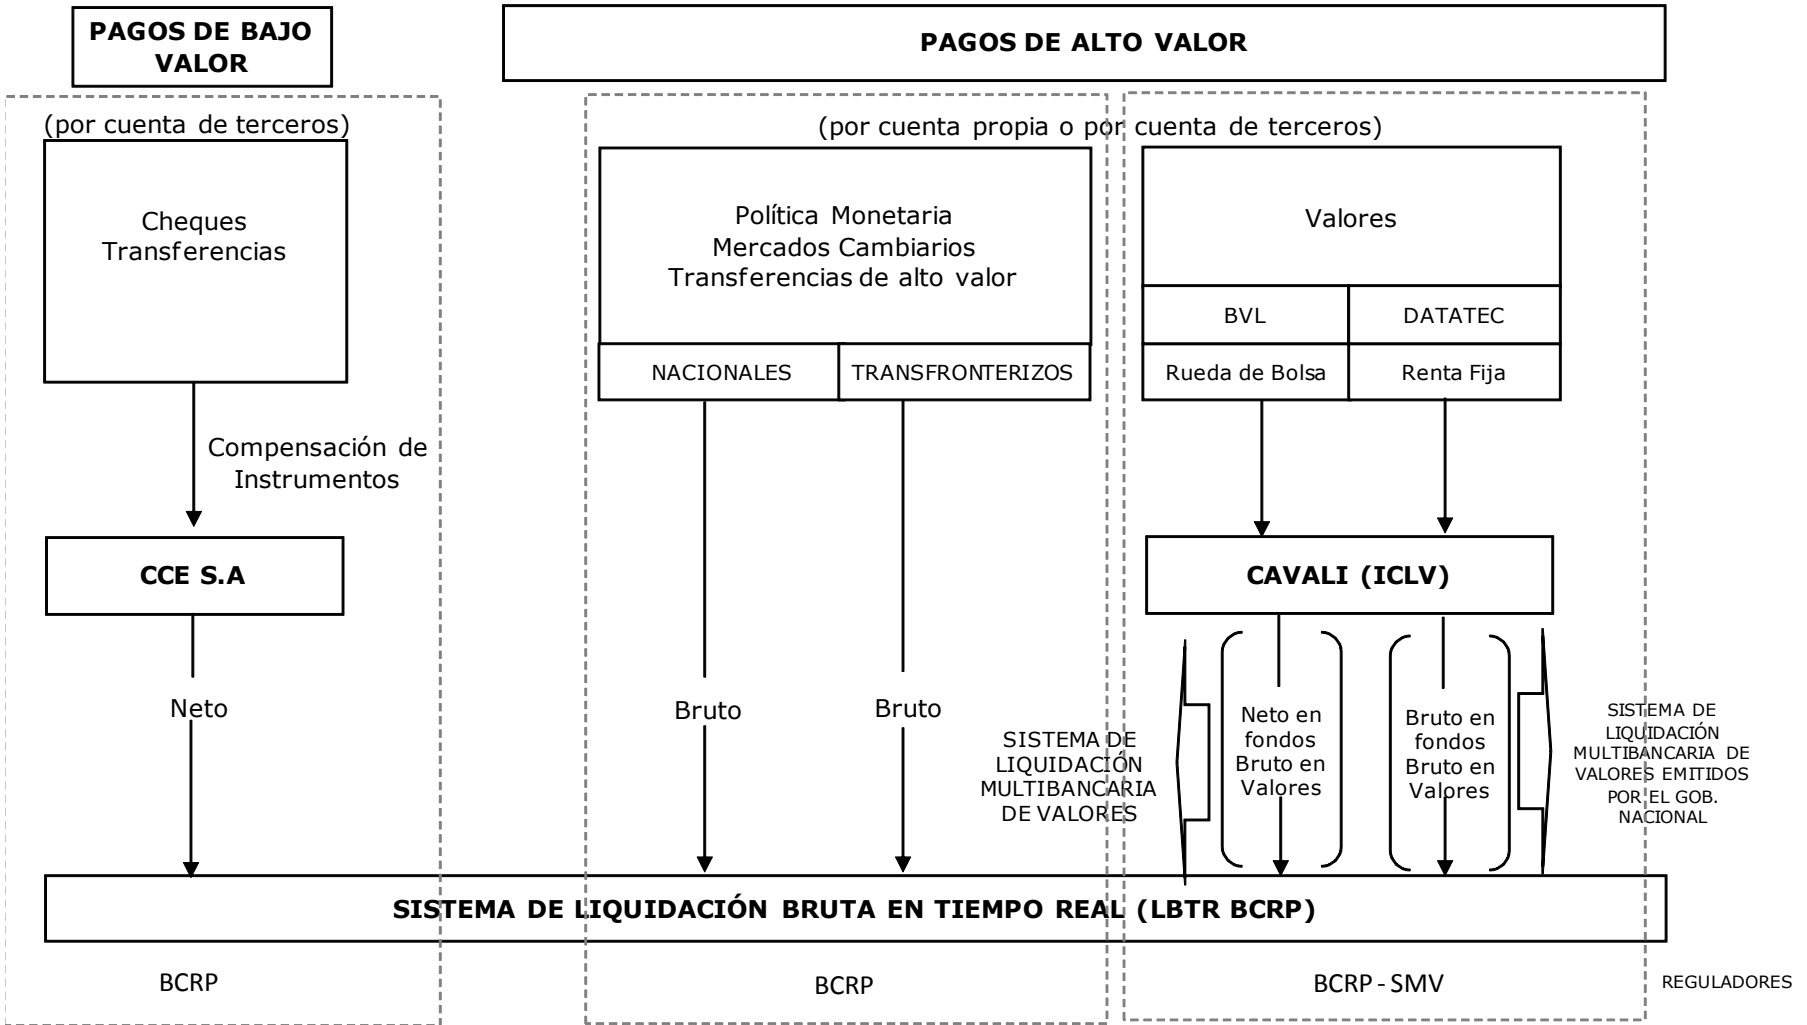 PAGOS DE BAJO
VALOR
PAGOS DE ALTO VALOR
(por cuenta de terceros)
(por cuenta propia o por cuenta de terceros)
Cheques
Transferencias
Política Monetaria
Mercados Cambiarios
Transferencias de alto valor
Valores
BVL
DATATEC
NACIONALES
TRANSFRONTERIZOS
Rueda de Bolsa
Renta Fija
Compensación de
Instrumentos
CCE S.A
CAVALI (ICLV)
Neto
Bruto
Bruto
SISTEMA DE
LIQUIDACIÓN
MULTIBANCARIA
DE VALORES
Neto en
fondos
Bruto en
Valores
Bruto en
fondos
Bruto en
Valores
SISTEMA DE
LIQUIDACIÓN
MULTIBANCARIA DE
VALORES EMITIDOS
POR EL GOB.
NACIONAL
SISTEMA DE LIQUIDACIÓN BRUTA EN TIEMPO REAL (LBTR BCRP)
BCRP
BCRP
BCRP - SMV
REGULADORES